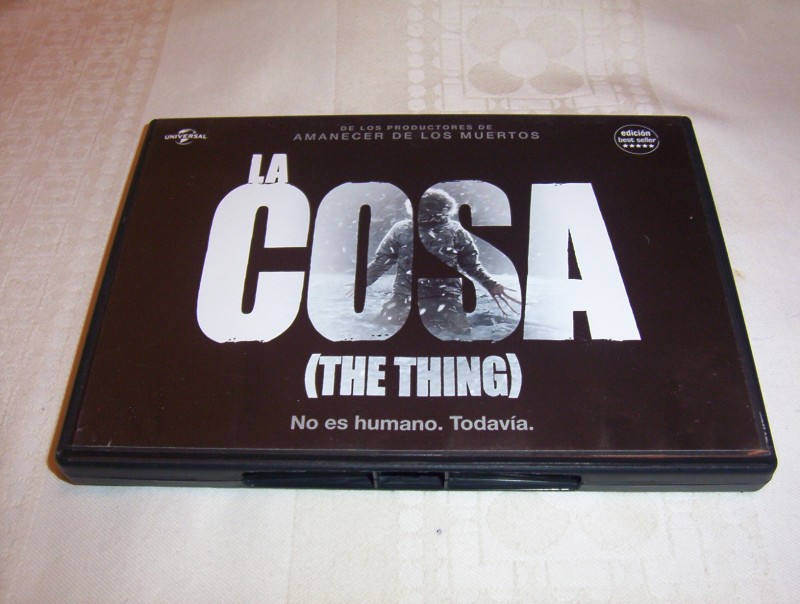 UNIVERSAL
DE LOS PRODUCTORES DE
AMANECER DE LOS MUERTOS
edición
best seller
LA
COSA
(THE THING)
No es humano. Todavía.